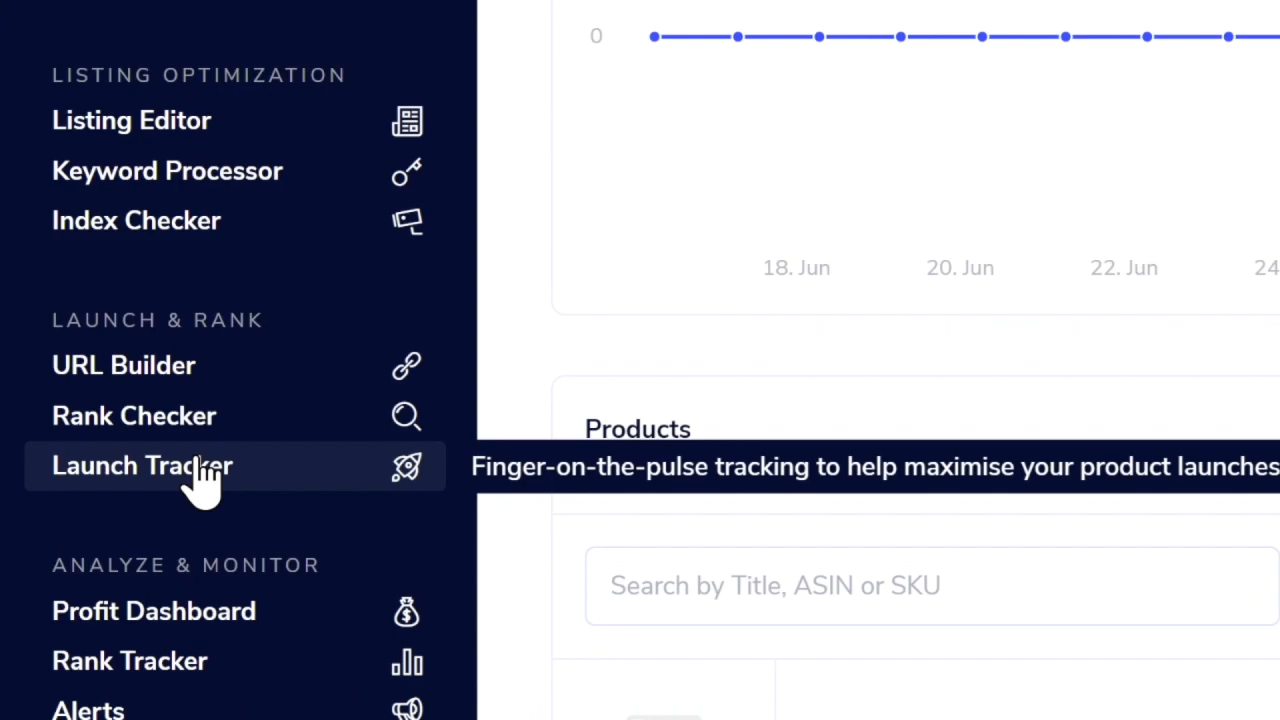 LISTING OPTIMIZATION
Listing Editor
Keyword Processor
Index Checker
LAUNCH & RANK
URL Builder
Rank Checker
Launch Tracker
ANALYZE & MONITOR
Profit Dashboard
Rank Tracker
Alerts
0
18. Jun
20. Jun
22. Jun
24
Products
Finger-on-the-pulse tracking to help maximise your product launches
Search by Title, ASIN or SKU